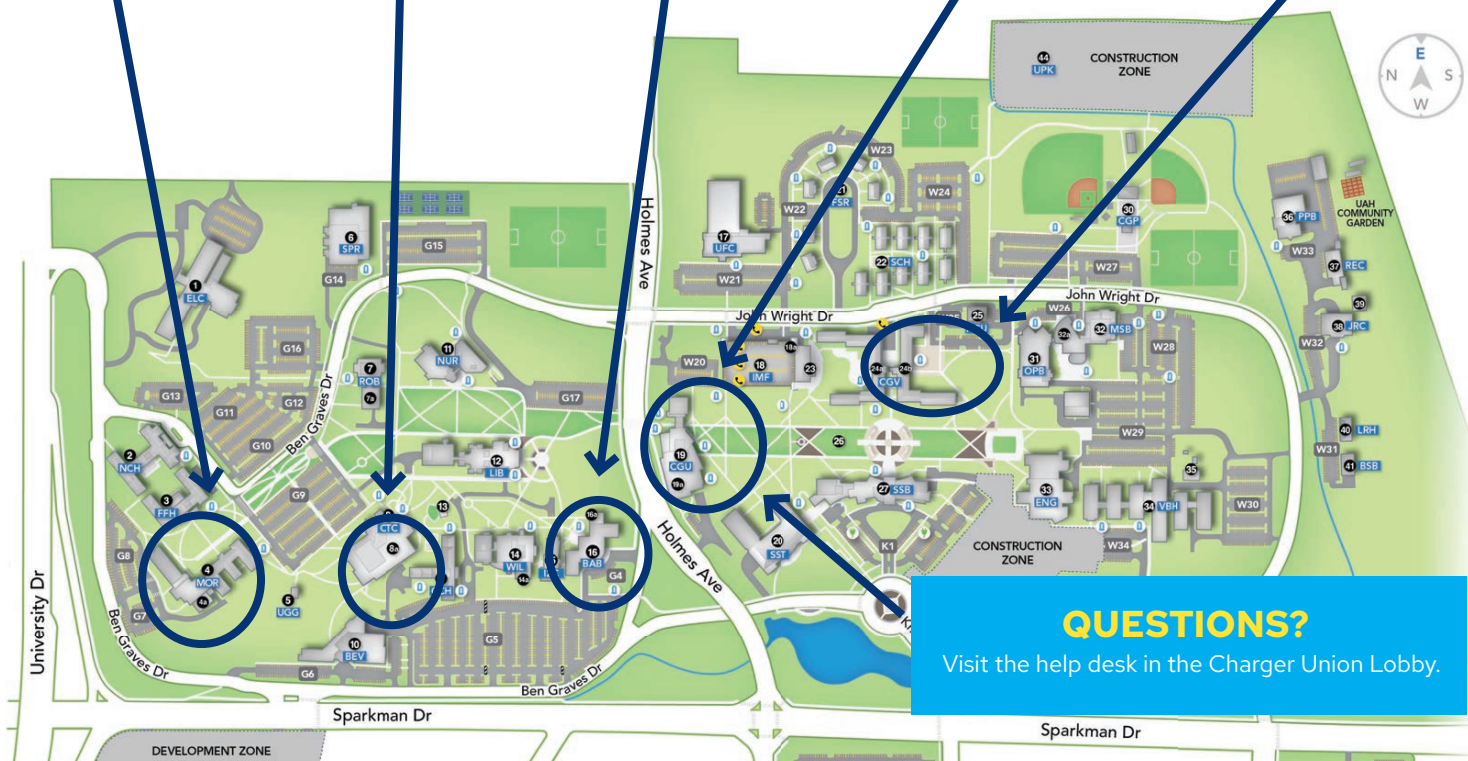 44
UPK
CONSTRUCTION
ZONE
E
N
S
W
W23
21
FSR
W24
W22
17
UFC
22 SCH
W21
30
CGP
W27
36 PPB
UAH
COMMUNITY
GARDEN
W33
37 REC
39
38 JRC
W32
6
SPR
G15
G14
1
ELC
Holmes Ave
John Wright Dr
John Wright Dr
G16
11
NUR
7
ROB
7a
G17
G13
G12
G11
G10
Ben Graves Dr
W20
18
IMF
18a
23
24a
24b
CGV
25
W26
32a
32 MSB
31
OPB
W28
2
NCH
3
FFH
G9
12
LIB
19
CGU
19a
26
W29
40 LRH
W31
41 BSB
27 SSB
33
ENG
35
34 VBH
W30
W34
K1
CONSTRUCTION
ZONE
20
SST
13
CTC
8a
14
WIL
14a
16a
16
BAB
G4
G8
4
MOR
4a
G7
5
UGG
10
BEV
G5
G6
Holmes Ave
University Dr
Ben Graves Dr
Ben Graves Dr
Sparkman Dr
Sparkman Dr
DEVELOPMENT ZONE
QUESTIONS?
Visit the help desk in the Charger Union Lobby.